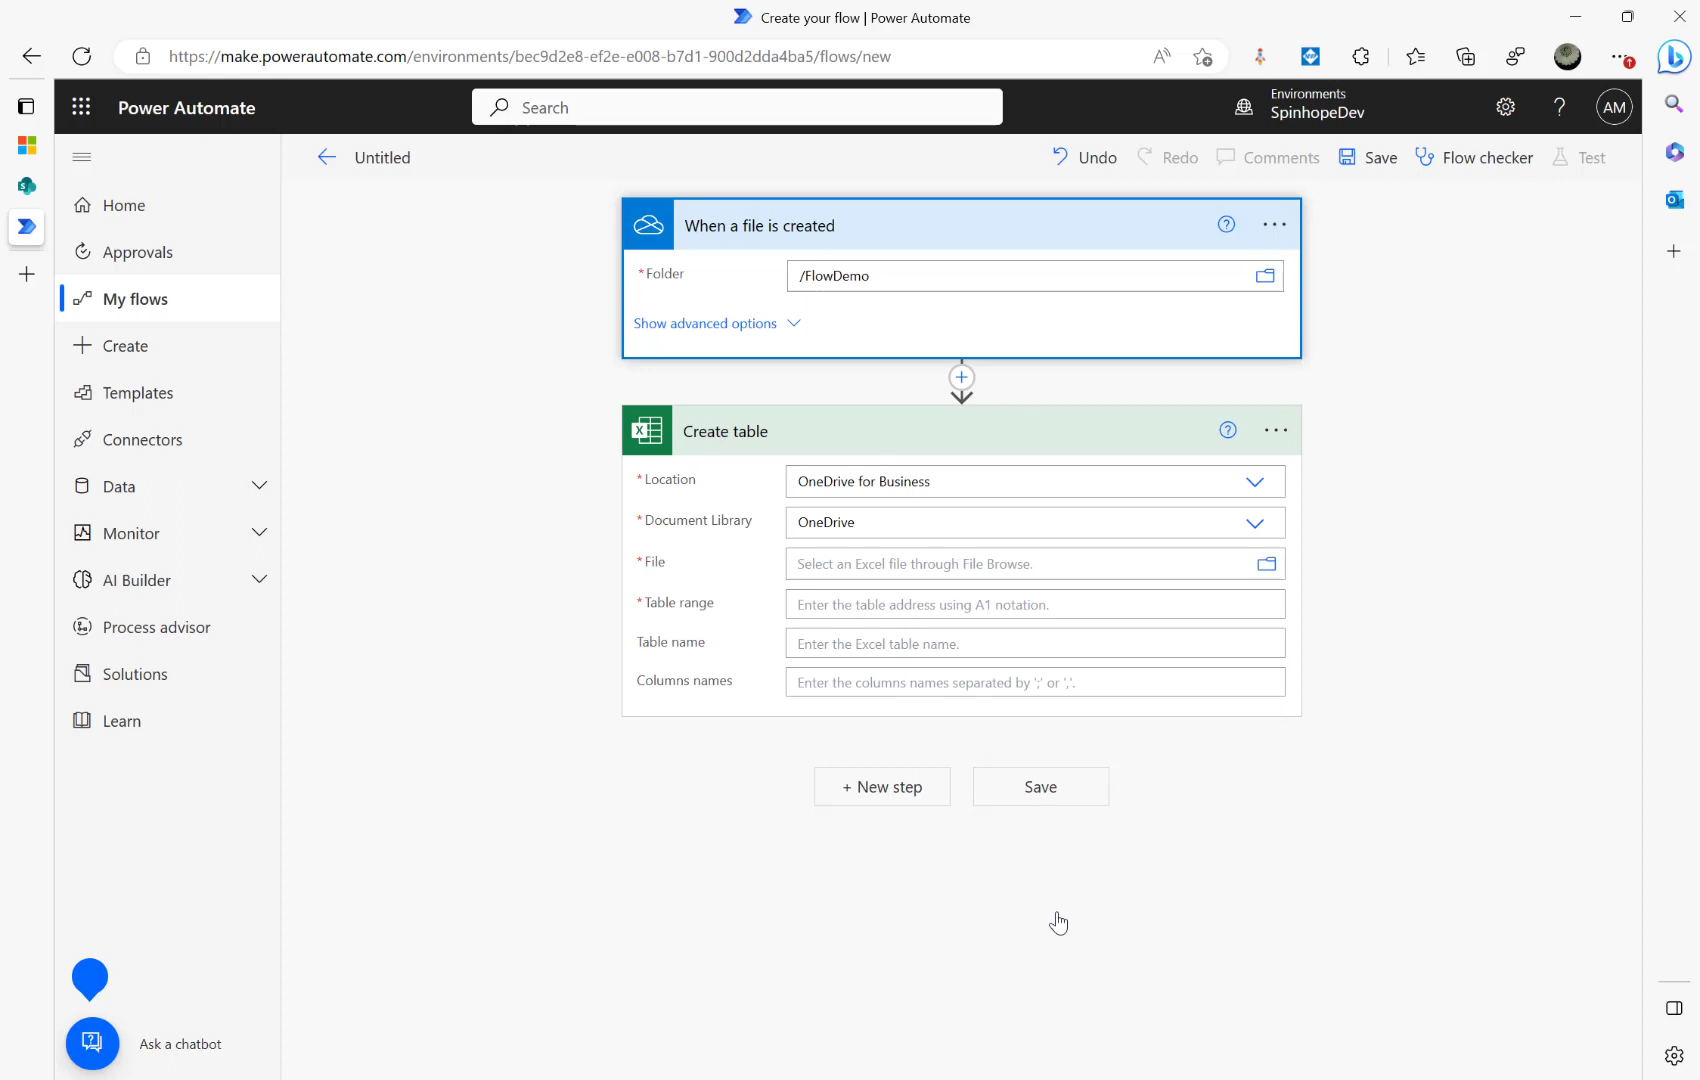 Create your flow | Power Automate
https://make.powerautomate.com/environments/bec9d2e8-ef2e-e008-b7d1-900d2dda4ba5/flows/new
Power Automate
Search
Environments
SpinhopeDev
?
AM
Untitled
Undo
Redo
Comments
Save
Flow checker
Test
Home
Approvals
My flows
Create
Templates
Connectors
Data
Monitor
AI Builder
Process advisor
Solutions
Learn
Ask a chatbot
When a file is created
*Folder
/FlowDemo
Show advanced options
Create table
*Location
OneDrive for Business
*Document Library
OneDrive
*File
Select an Excel file through File Browse.
*Table range
Enter the table address using A1 notation.
Table name
Enter the Excel table name.
Columns names
Enter the columns names separated by ';' or ','.
+ New step
Save